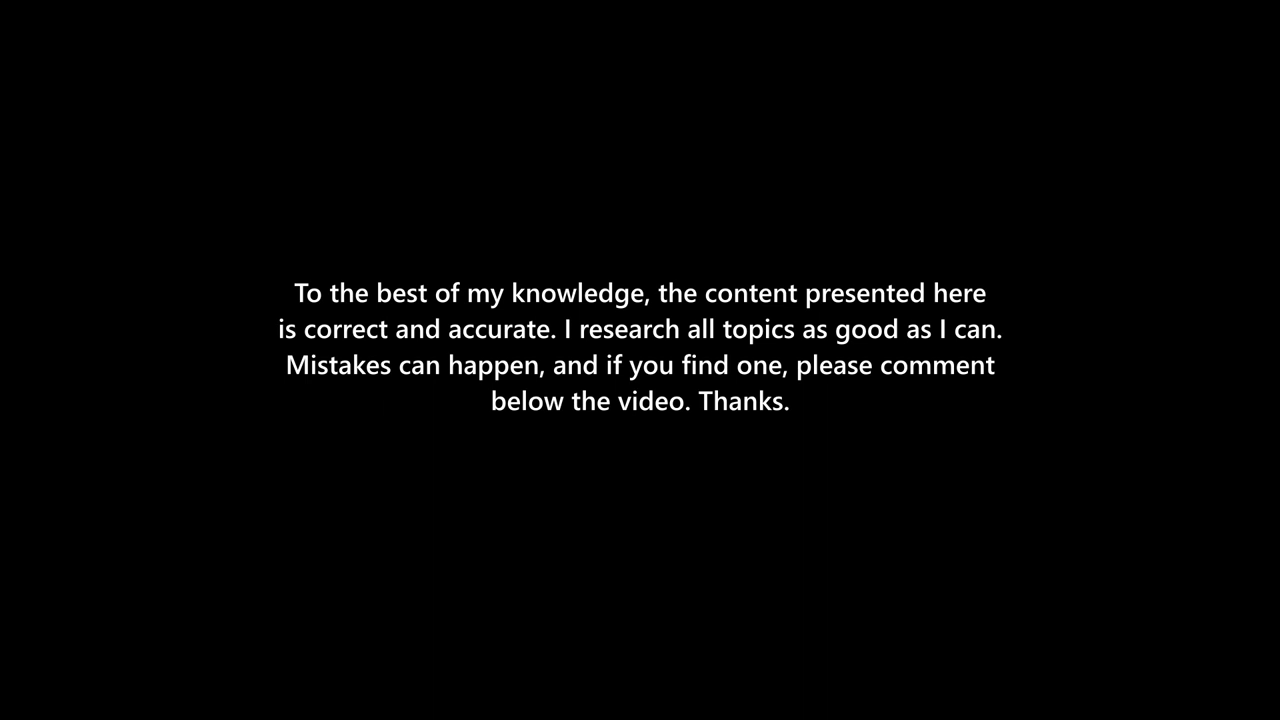 To the best of my knowledge, the content presented here
is correct and accurate. I research all topics as good as I can.
Mistakes can happen, and if you find one, please comment
below the video. Thanks.